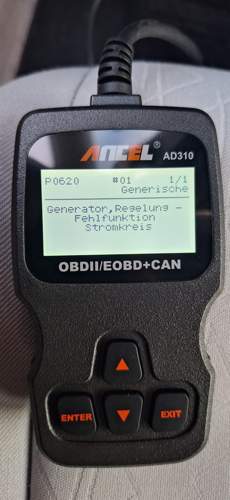 ANCEL®
AD310
P0620 #01 1/1
Generische
Generator,Regelung -
Fehlfunktion
Stromkreis
OBDII/EOBD+CAN
ENTER
EXIT